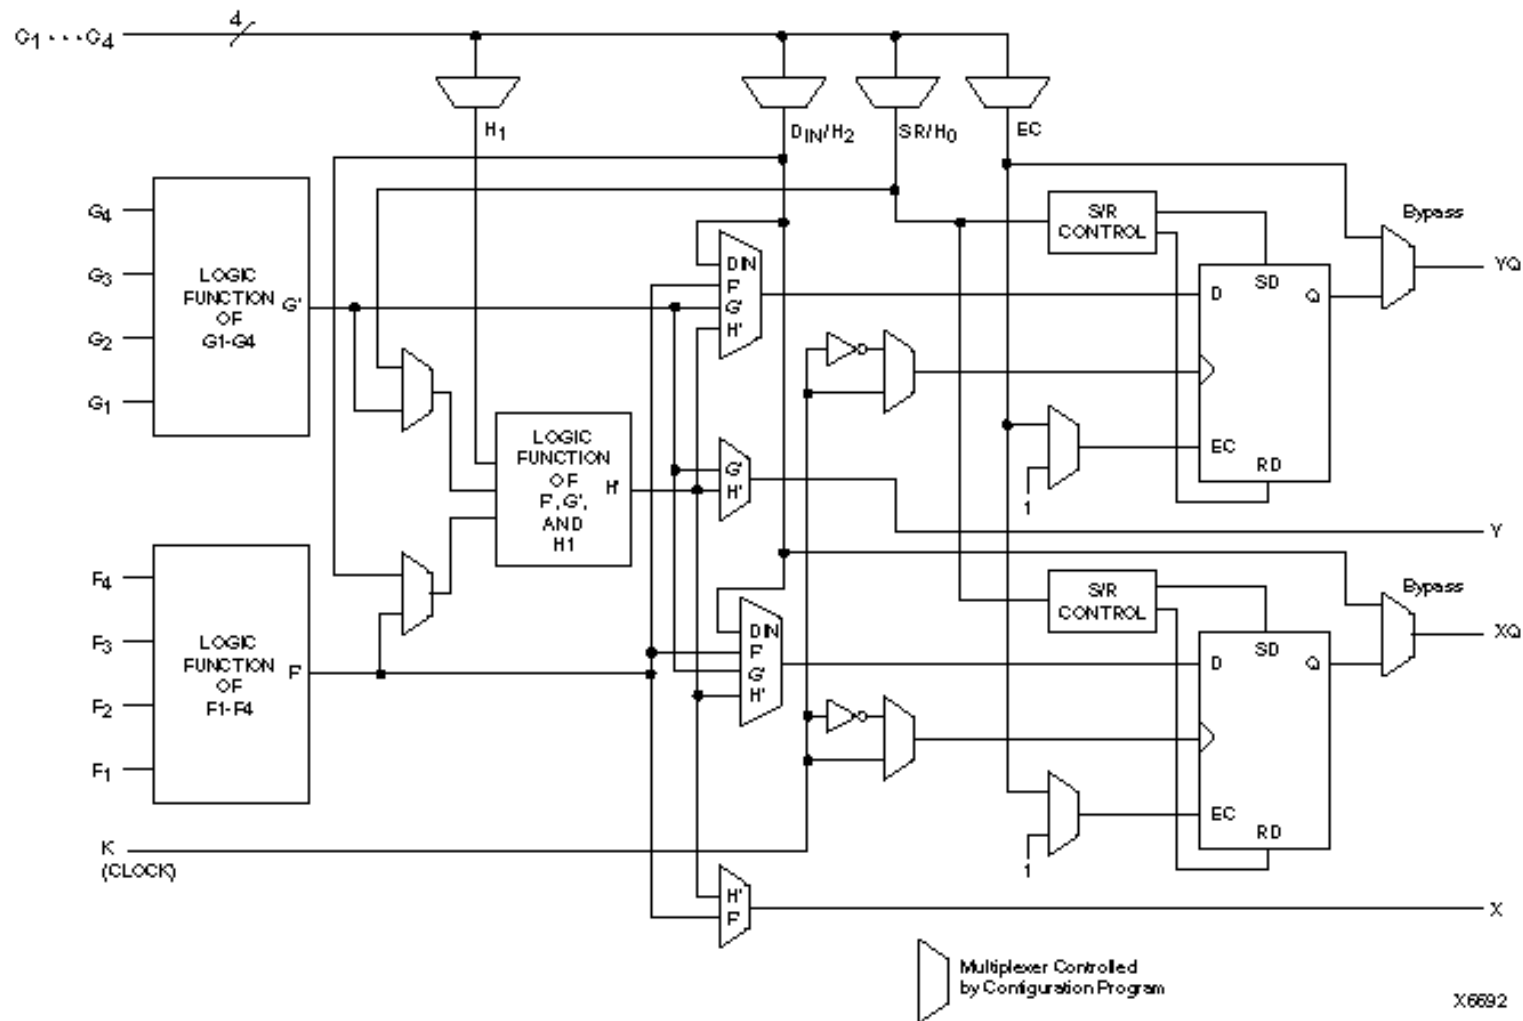 4
C1 • • • C4
H1
DIN/H2
SR/H0
EC
G4
G3
G2
G1
LOGIC
FUNCTION
OF
G1-G4
G'
S/R
CONTROL
Bypass
YQ
DIN
F'
G'
H'
D
SD
Q
EC
RD
1
LOGIC
FUNCTION
OF
F', G',
AND
H1
H'
G'
H'
Y
F4
F3
F2
F1
LOGIC
FUNCTION
OF
F1-F4
F'
S/R
CONTROL
Bypass
XQ
DIN
F'
G'
H'
D
SD
Q
EC
RD
1
K
(CLOCK)
H'
F'
X
Multiplexer Controlled
by Configuration Program
X6692